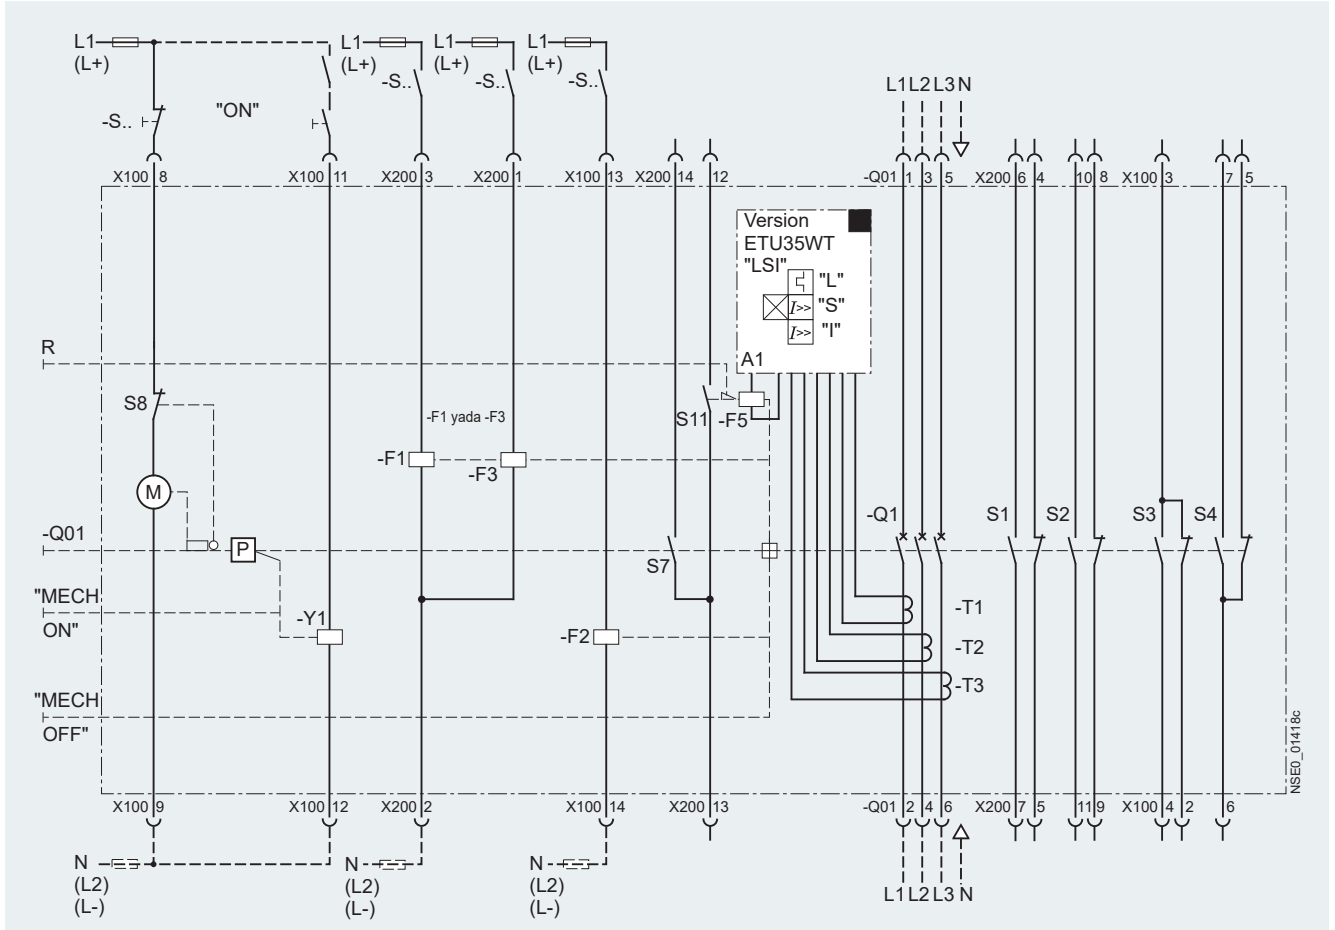 L1
(L+)
"ON"
-S..
L1
(L+)
-S..
L1
(L+)
-S..
L1
(L+)
-S..
L1 L2 L3 N
X100 8
X100 11
X200 3
X200 1
X100 13
X200 14
12
-Q01 1 3 5
X200 6 4
10 8
X100 3
7 5
Version
ETU35WT
"LSI"
"L"
I>> "S"
I>> "I"
A1
R
S8
-F1 yada -F3
S11
-F5
-F1
-F3
M
-Q1
S1
S2
S3
S4
-Q01
P
S7
"MECH
ON"
-Y1
-F2
-T1
-T2
-T3
"MECH
OFF"
NSE0_01418c
X100 9
X100 12
X200 2
X100 14
X200 13
-Q01 2 4 6
X200 7 5
11 9
X100 4 2
6
N
(L2)
(L-)
N
(L2)
(L-)
N
(L2)
(L-)
L1 L2 L3 N